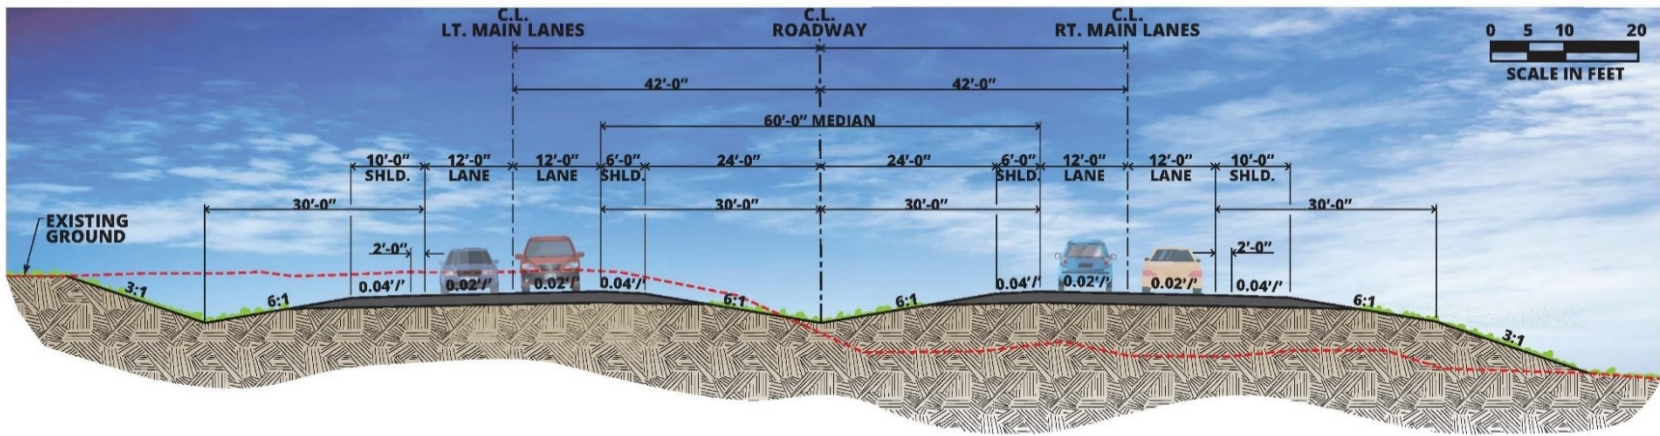 C.L.
LT. MAIN LANES
C.L.
ROADWAY
C.L.
RT. MAIN LANES
0 5 10 20
SCALE IN FEET
42'-0" 42'-0"
60'-0" MEDIAN
10'-0"
SHLD.
12'-0"
LANE
12'-0"
LANE
6'-0"
SHLD.
24'-0"
24'-0"
6'-0"
SHLD.
12'-0"
LANE
12'-0"
LANE
10'-0"
SHLD.
30'-0" 30'-0" 30'-0" 30'-0"
EXISTING
GROUND
2'-0" 2'-0"
3:1 6:1 0.04'/' 0.02'/' 0.02'/' 0.04'/' 6:1 6:1 0.04'/' 0.02'/' 0.02'/' 0.04'/' 6:1 3:1